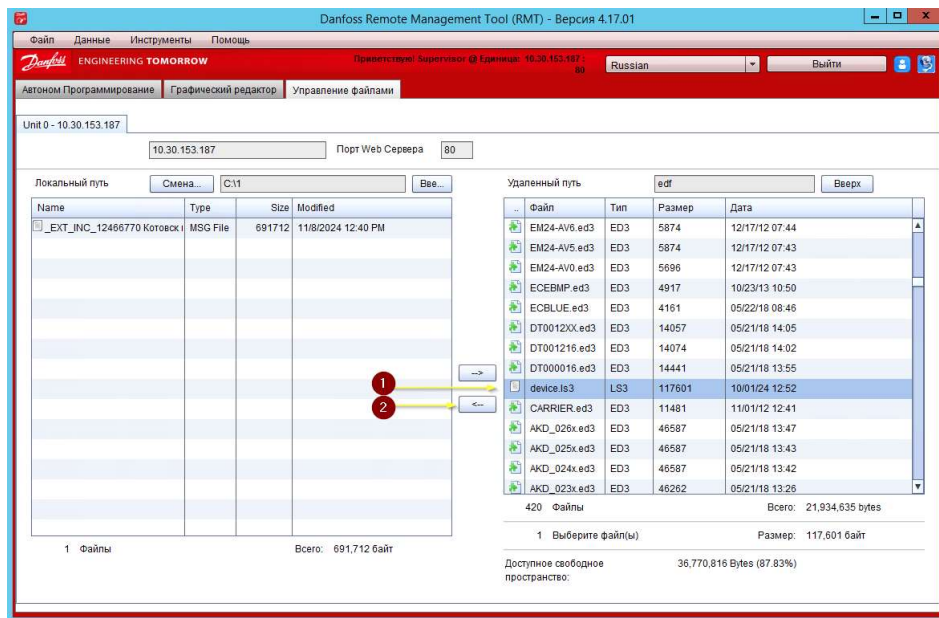 Danfoss Remote Management Tool (RMT) - Версия 4.17.01
Файл Данные Инструменты Помощь
Danfoss ENGINEERING TOMORROW Приветствую! Supervisor @ Единица: 10.30.153.187 : 80 Russian Выйти
Автоном Программирование Графический редактор Управление файлами
Unit 0 - 10.30.153.187
10.30.153.187 Порт Web Сервера 80
Локальный путь Смена... C:\1 Вве... Удаленный путь edf Вверх
Name Type Size Modified .. Файл Тип Размер Дата
_EXT_INC_12466770 Котовск MSG File 691712 11/8/2024 12:40 PM EM24-AV6.ed3 ED3 5874 12/17/12 07:44
EM24-AV5.ed3 ED3 5874 12/17/12 07:43
EM24-AV0.ed3 ED3 5696 12/17/12 07:43
ECEBMP.ed3 ED3 4917 10/23/13 10:50
ECBLUE.ed3 ED3 4161 05/22/18 08:46
DT0012XX.ed3 ED3 14057 05/21/18 14:05
DT001216.ed3 ED3 14074 05/21/18 14:02
--> DT000016.ed3 ED3 14441 05/21/18 13:55
1 device.ls3 LS3 117601 10/01/24 12:52
2 <-- CARRIER.ed3 ED3 11481 11/01/12 12:41
AKD_026x.ed3 ED3 46587 05/21/18 13:47
AKD_025x.ed3 ED3 46587 05/21/18 13:43
AKD_024x.ed3 ED3 46587 05/21/18 13:42
AKD_023x.ed3 ED3 46262 05/21/18 13:26
420 Файлы Всего: 21,934,635 bytes
1 Выберите файл(ы) Размер: 117,601 байт
1 Файлы Всего: 691,712 байт
Доступное свободное пространство: 36,770,816 Bytes (87.83%)